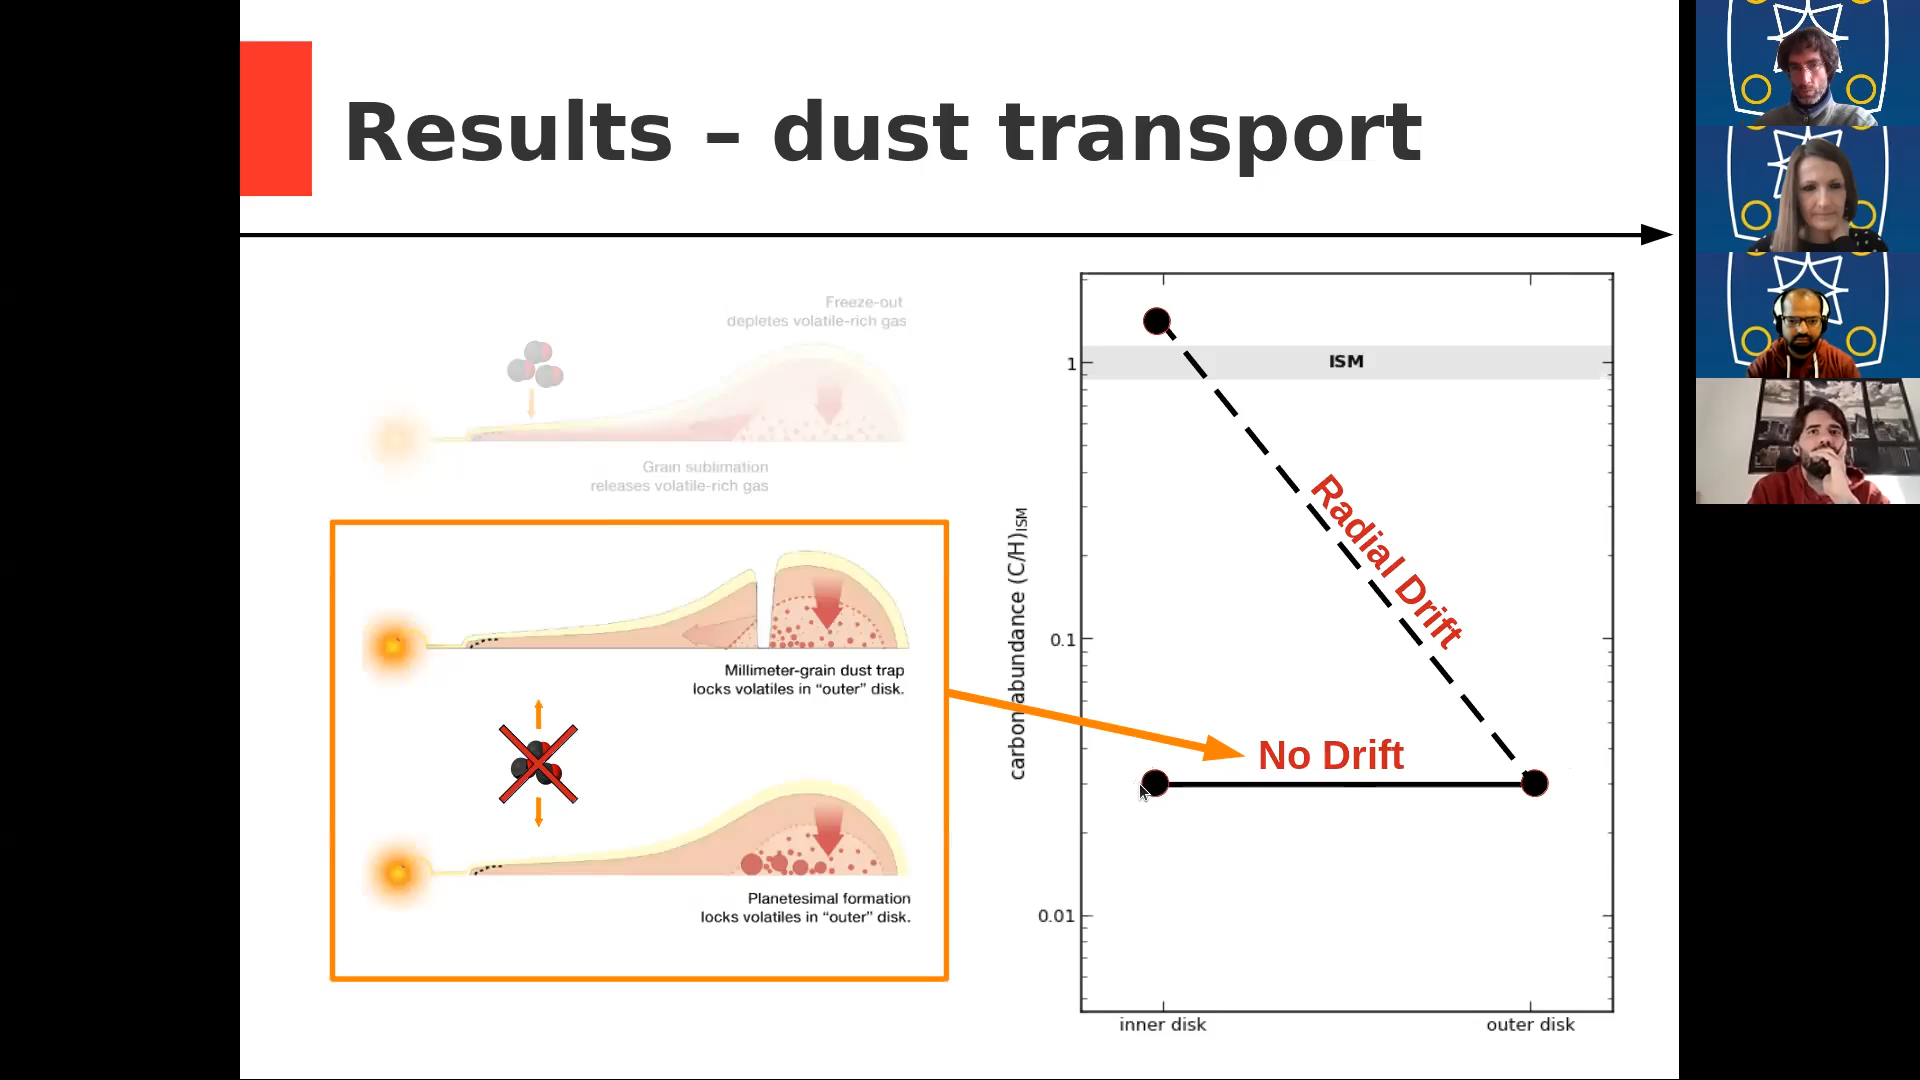 Results – dust transport
Freeze-out
depletes volatile-rich gas
Grain sublimation
releases volatile-rich gas
Millimeter-grain dust trap
locks volatiles in “outer” disk.
Planetesimal formation
locks volatiles in “outer” disk.
carbon abundance (C/H)ISM
1
0.1
0.01
ISM
Radial Drift
No Drift
inner disk
outer disk